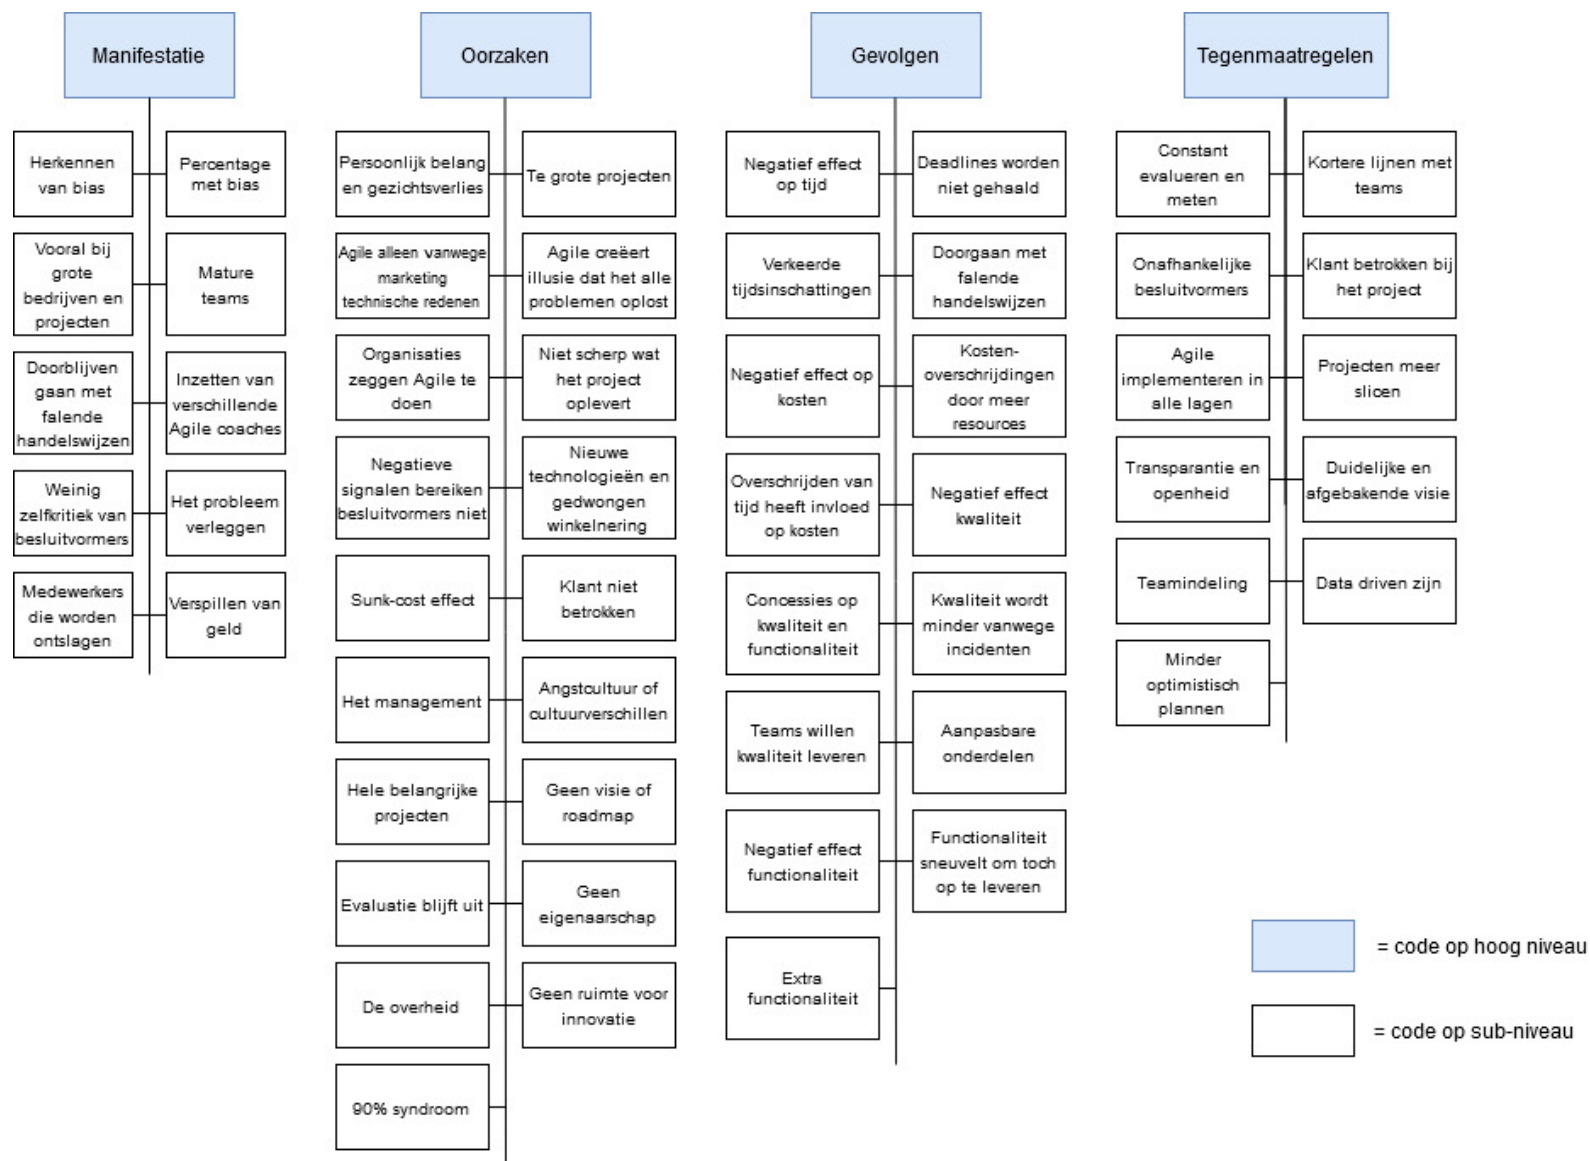 Manifestatie
Herkennen
van bias
Percentage
met bias
Vooral bij
grote
bedrijven en
projecten
Mature
teams
Doorblijven
gaan met
falende
handelswijzen
Inzetten van
verschillende
Agile coaches
Weinig
zelfkritiek van
besluitvormers
Het probleem
verleggen
Medewerkers
die worden
ontslagen
Verspillen van
geld
Oorzaken
Persoonlijk belang
en gezichtsverlies
Te grote projecten
Agile alleen vanwege
marketing
technische redenen
Agile creëert
illusie dat het alle
problemen oplost
Organisaties
zeggen Agile te
doen
Niet scherp wat
het project
oplevert
Negatieve
signalen bereiken
besluitvormers niet
Nieuwe
technologieën en
gedwongen
winkelnering
Sunk-cost effect
Klant niet
betrokken
Het management
Angstcultuur of
cultuurverschillen
Hele belangrijke
projecten
Geen visie of
roadmap
Evaluatie blijft uit
Geen
eigenaarschap
De overheid
Geen ruimte voor
innovatie
90% syndroom
Gevolgen
Negatief effect
op tijd
Deadlines worden
niet gehaald
Verkeerde
tijdsinschattingen
Doorgaan met
falende
handelswijzen
Negatief effect op
kosten
Kosten-
overschrijdingen
door meer
resources
Overschrijden van
tijd heeft invloed
op kosten
Negatief effect
kwaliteit
Concessies op
kwaliteit en
functionaliteit
Kwaliteit wordt
minder vanwege
incidenten
Teams willen
kwaliteit leveren
Aanpasbare
onderdelen
Negatief effect
functionaliteit
Functionaliteit
sneuvelt om toch
op te leveren
Extra
functionaliteit
Tegenmaatregelen
Constant
evalueren en
meten
Kortere lijnen met
teams
Onafhankelijke
besluitvormers
Klant betrokken bij
het project
Agile
implementeren in
alle lagen
Projecten meer
slicen
Transparantie en
openheid
Duidelijke en
afgebakende visie
Teamindeling
Data driven zijn
Minder
optimistisch
plannen
= code op hoog niveau
= code op sub-niveau